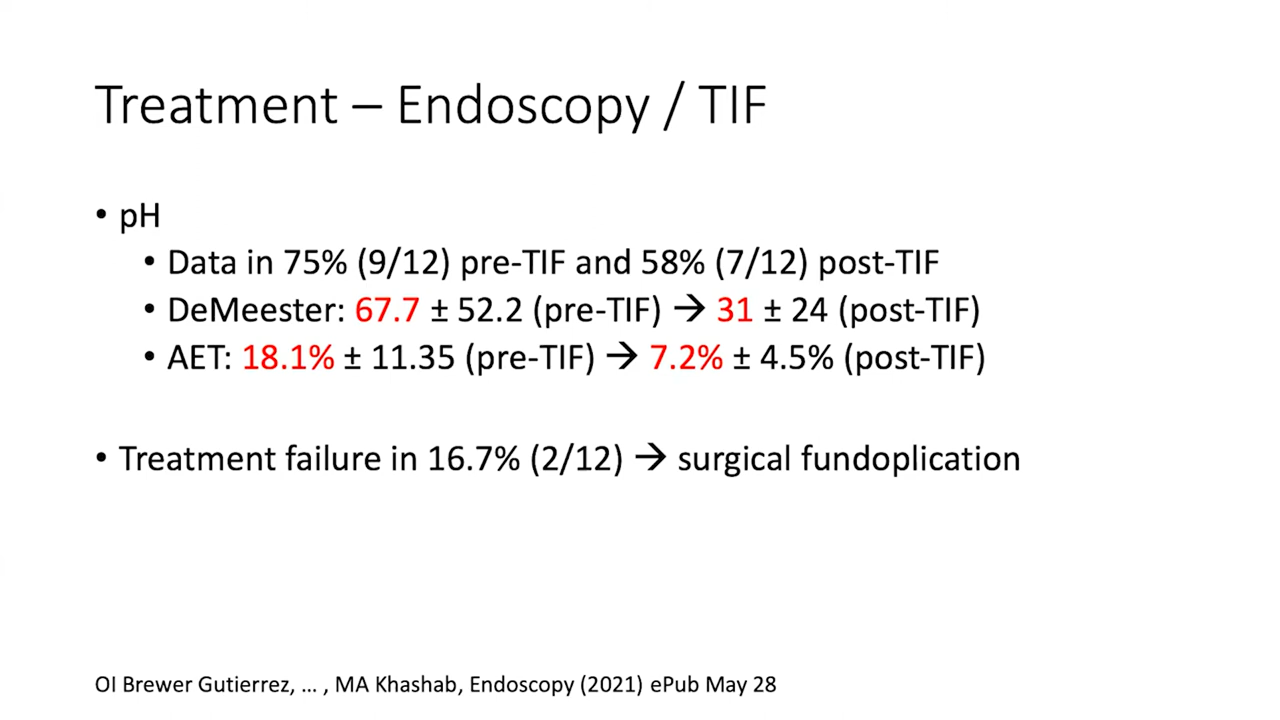 Treatment – Endoscopy / TIF
• pH
• Data in 75% (9/12) pre-TIF and 58% (7/12) post-TIF
• DeMeester: 67.7 ± 52.2 (pre-TIF) → 31 ± 24 (post-TIF)
• AET: 18.1% ± 11.35 (pre-TIF) → 7.2% ± 4.5% (post-TIF)
• Treatment failure in 16.7% (2/12) → surgical fundoplication
OI Brewer Gutierrez, ... , MA Khashab, Endoscopy (2021) ePub May 28